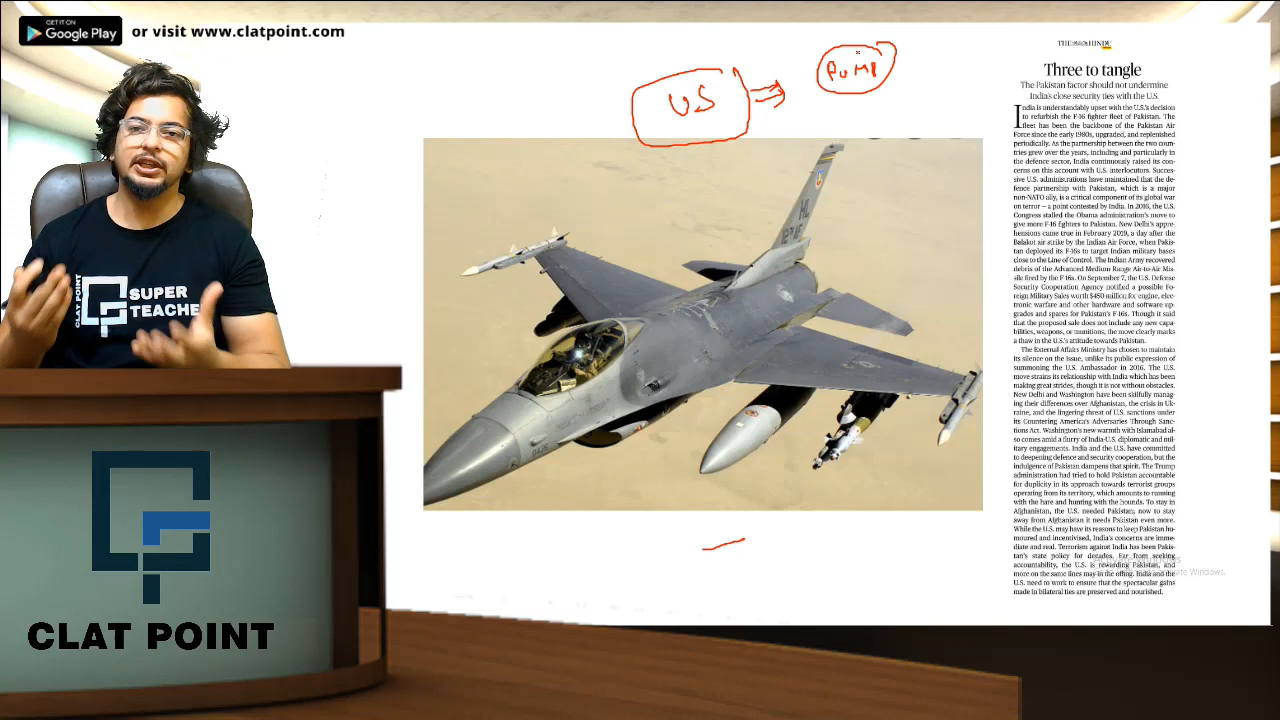 GET IT ON
Google Play
or visit www.clatpoint.com
US
PUMP
CLAT POINT
SUPER
TEACHE
CLAT POINT
THE HINDU
Three to tangle
The Pakistan factor should not undermine
India's close security ties with the U.S.
India is understandably upset with the U.S.'s decision
to refurbish the F-16 fighter fleet of Pakistan. The
fleet has been the backbone of the Pakistan Air
Force since the early 1980s, upgraded, and replenished
periodically. As the partnership between the two coun-
tries grew over the years, including and particularly in
the defence sector, India continuously raised its con-
cerns on this account with U.S. interlocutors. Succes-
sive U.S. administrations have maintained that the de-
fence partnership with Pakistan, which is a major
non-NATO ally, is a critical component of its global war
on terror – a point contested by India. In 2016, the U.S.
Congress stalled the Obama administration's move to
give more F-16 fighters to Pakistan. New Delhi's appre-
hensions came true in February 2019, a day after the
Balakot air strike by the Indian Air Force, when Pakis-
tan deployed its F-16s to target Indian military bases
close to the Line of Control. The Indian Army recovered
debris of the Advanced Medium Range Air-to-Air Mis-
sile fired by the F-16s. On September 7, the U.S. Defense
Security Cooperation Agency notified a possible Fo-
reign Military Sales worth $450 million for engine, elec-
tronic warfare and other hardware and software up-
grades and spares for Pakistan's F-16s. Though it said
that the proposed sale does not include any new capa-
bilities, weapons, or munitions, the move clearly marks
a thaw in the U.S.'s attitude towards Pakistan.
The External Affairs Ministry has chosen to maintain
its silence on the issue, unlike its public expression of
summoning the U.S. Ambassador in 2016. The U.S.
move strains its relationship with India which has been
making great strides, though it is not without obstacles.
New Delhi and Washington have been skilfully manag-
ing their differences over Afghanistan, the crisis in Uk-
raine, and the lingering threat of U.S. sanctions under
its Countering America's Adversaries Through Sanc-
tions Act. Washington's new warmth with Islamabad al-
so comes amid a flurry of India-U.S. diplomatic and mil-
itary engagements. India and the U.S. have committed
to deepening defence and security cooperation, but the
indulgence of Pakistan dampens that spirit. The Trump
administration had tried to hold Pakistan accountable
for duplicity in its approach towards terrorist groups
operating from its territory, which amounts to running
with the hare and hunting with the hounds. To stay in
Afghanistan, the U.S. needed Pakistan; now to stay
away from Afghanistan it needs Pakistan even more.
While the U.S. may have its reasons to keep Pakistan hu-
moured and incentivised, India's concerns are imme-
diate and real. Terrorism against India has been Pakis-
tan's state policy for decades. Far from seeking
accountability, the U.S. is rewarding Pakistan, and
more on the same lines may in the offing. India and the
U.S. need to work to ensure that the spectacular gains
made in bilateral ties are preserved and nourished.